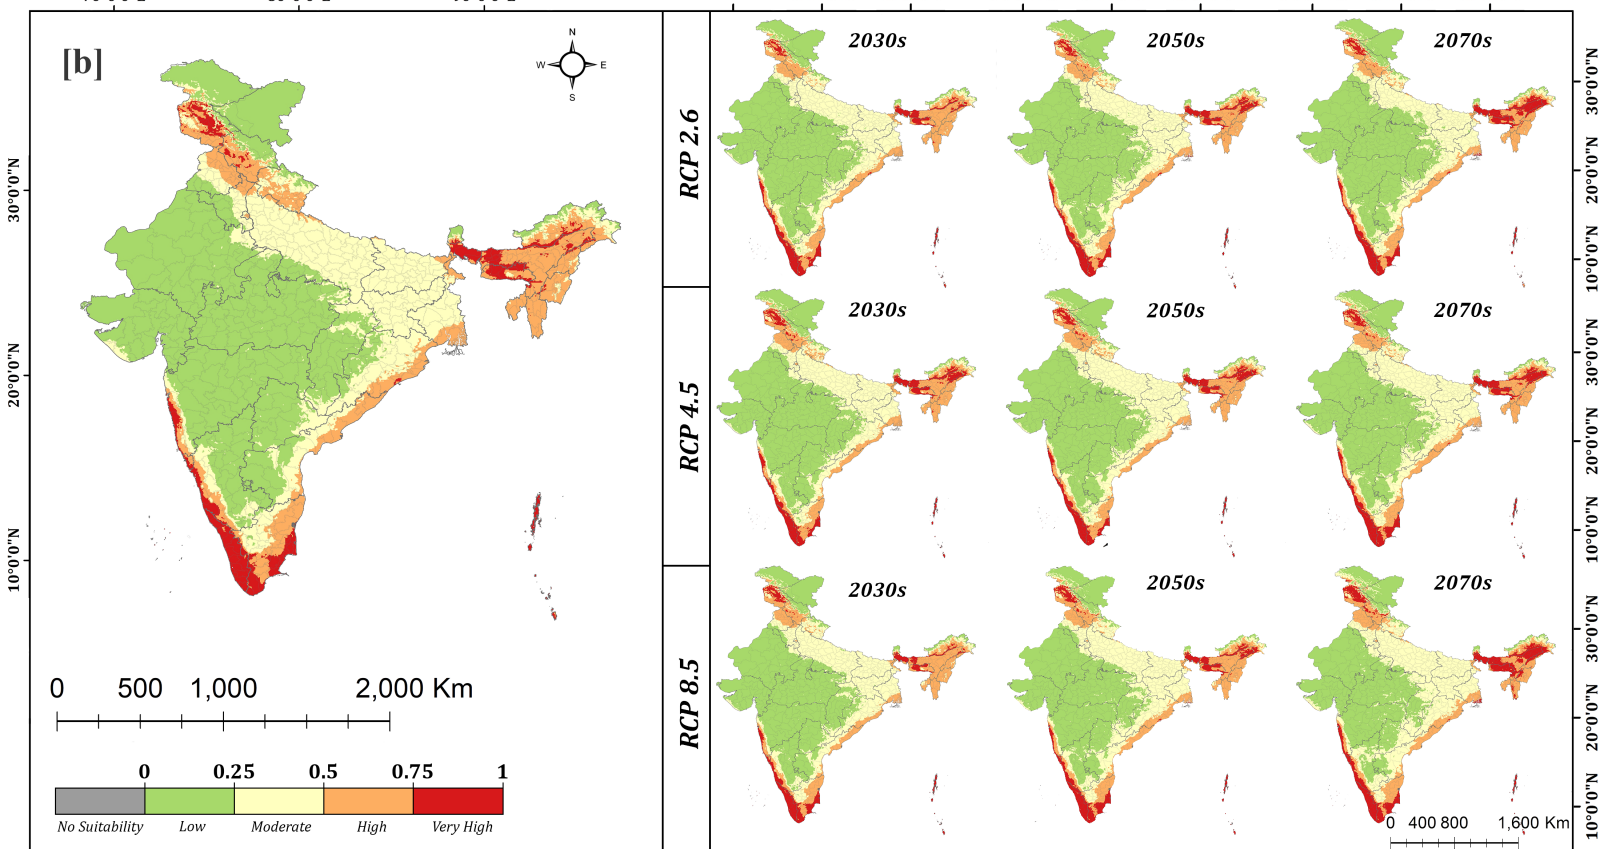 [b]
N
W E
S
30°0'0"N
20°0'0"N
10°0'0"N
0 500 1,000 2,000 Km
0 0.25 0.5 0.75 1
No Suitability Low Moderate High Very High
RCP 2.6
2030s 2050s 2070s
30°0'0"N
20°0'0"N
10°0'0"N
RCP 4.5
2030s 2050s 2070s
30°0'0"N
20°0'0"N
10°0'0"N
RCP 8.5
2030s 2050s 2070s
30°0'0"N
20°0'0"N
10°0'0"N
0 400 800 1,600 Km